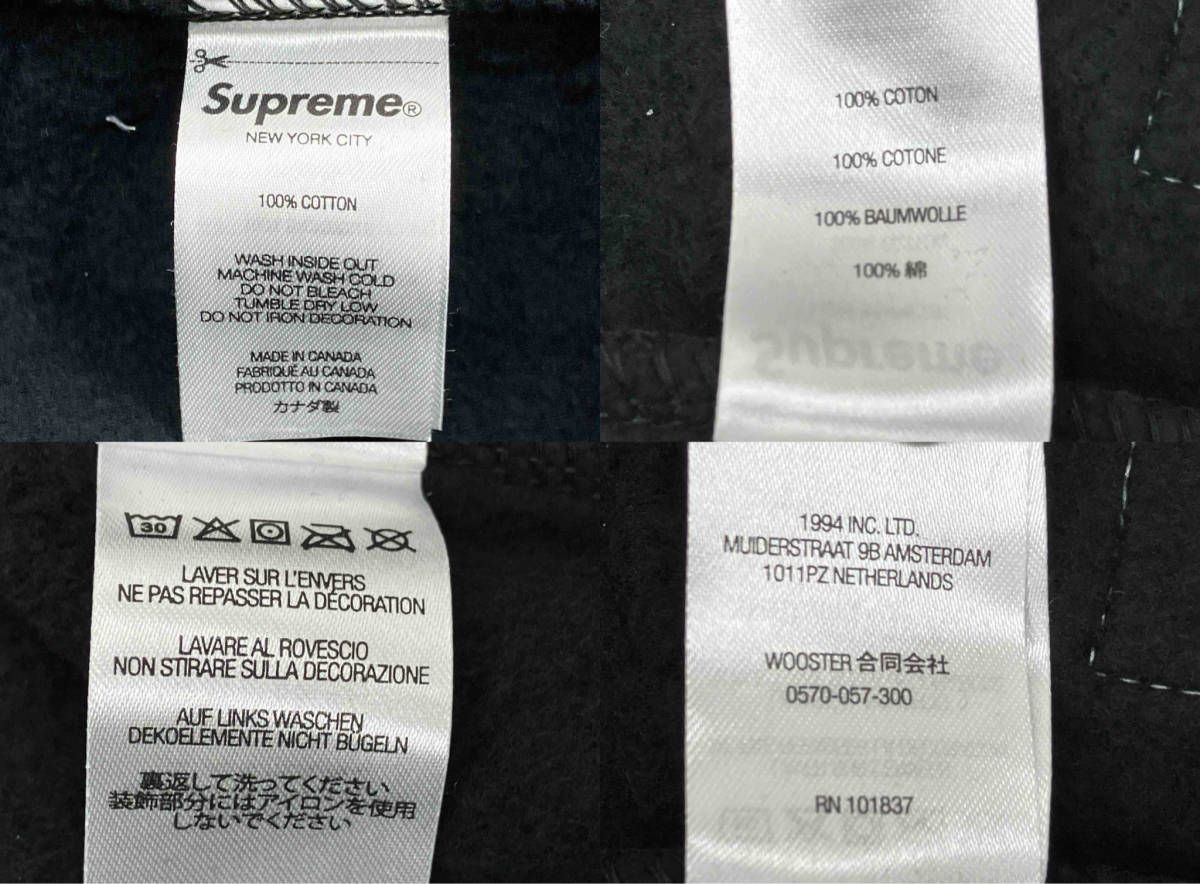 Supreme®
NEW YORK CITY
100% COTTON
WASH INSIDE OUT
MACHINE WASH COLD
DO NOT BLEACH
TUMBLE DRY LOW
DO NOT IRON DECORATION
MADE IN CANADA
FABRIQUÉ AU CANADA
PRODOTTO IN CANADA
カナダ製
100% COTON
100% COTONE
100% BAUMWOLLE
100% 綿
Supreme
30
LAVER SUR L'ENVERS
NE PAS REPASSER LA DÉCORATION
LAVARE AL ROVESCIO
NON STIRARE SULLA DECORAZIONE
AUF LINKS WASCHEN
DEKOELEMENTE NICHT BÜGELN
裏返して洗ってください
装飾部分にはアイロンを使用
しないでください
1994 INC. LTD.
MUIDERSTRAAT 9B AMSTERDAM
1011PZ NETHERLANDS
WOOSTER 合同会社
0570-057-300
RN 101837